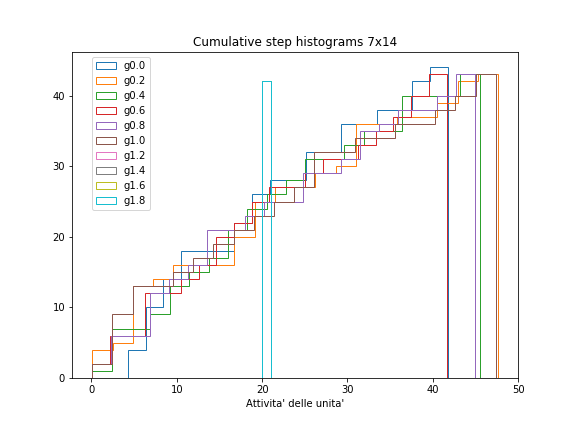 Cumulative step histograms 7x14
g0.0
g0.2
g0.4
g0.6
g0.8
g1.0
g1.2
g1.4
g1.6
g1.8
40
30
20
10
0
0 10 20 30 40 50
Attivita' delle unita'